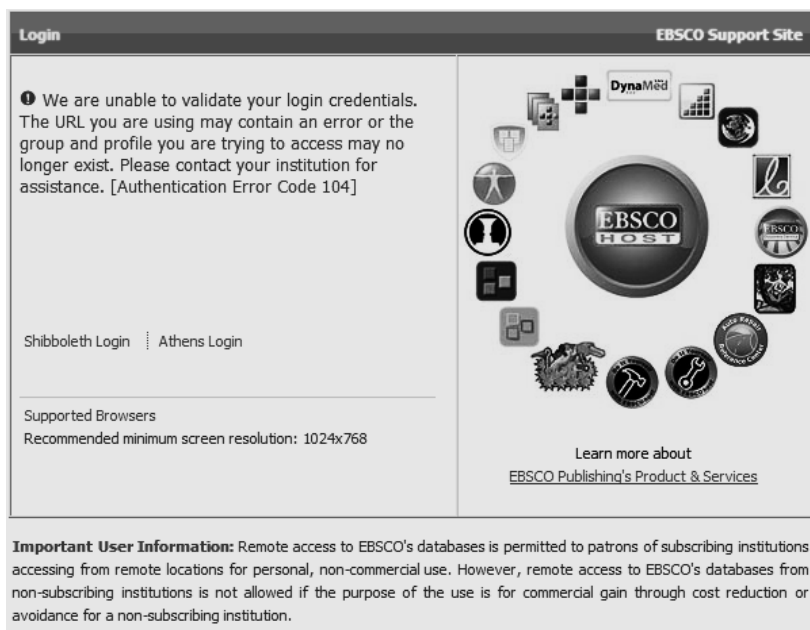 Login
EBSCO Support Site
We are unable to validate your login credentials.
The URL you are using may contain an error or the
group and profile you are trying to access may no
longer exist. Please contact your institution for
assistance. [Authentication Error Code 104]
DynaMed
EBSCO
HOST
EBSCO
Auto Repair
Reference Center
Shibboleth Login
Athens Login
Supported Browsers
Recommended minimum screen resolution: 1024x768
Learn more about
EBSCO Publishing's Product & Services
Important User Information: Remote access to EBSCO's databases is permitted to patrons of subscribing institutions
accessing from remote locations for personal, non-commercial use. However, remote access to EBSCO's databases from
non-subscribing institutions is not allowed if the purpose of the use is for commercial gain through cost reduction or
avoidance for a non-subscribing institution.